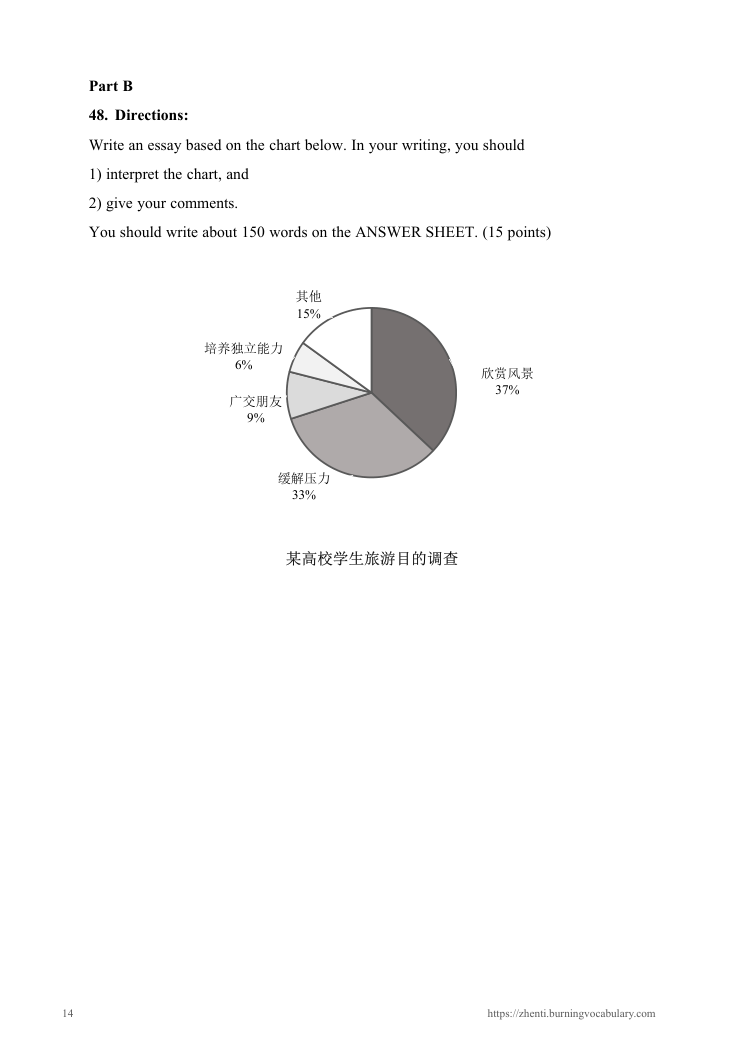 Part B
48. Directions:
Write an essay based on the chart below. In your writing, you should
1) interpret the chart, and
2) give your comments.
You should write about 150 words on the ANSWER SHEET. (15 points)
其他
15%
培养独立能力
6%
欣赏风景
37%
广交朋友
9%
缓解压力
33%
某高校学生旅游目的调查
14
https://zhenti.burningvocabulary.com